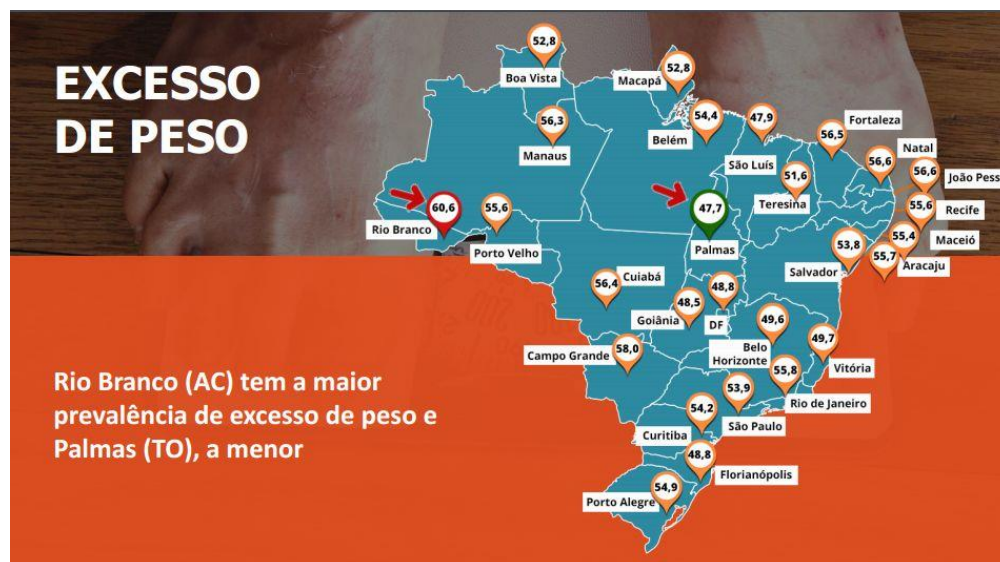 EXCESSO
DE PESO
Rio Branco (AC) tem a maior
prevalência de excesso de peso e
Palmas (TO), a menor
52,8
Boa Vista
52,8
Macapá
56,3
Manaus
54,4
Belém
47,9
São Luís
56,5
Fortaleza
56,6
Natal
56,6
João Pess
51,6
Teresina
55,6
Recife
60,6
Rio Branco
55,6
Porto Velho
47,7
Palmas
55,4
Maceió
53,8
Salvador
55,7
Aracaju
56,4
Cuiabá
48,5
Goiânia
48,8
DF
49,6
Belo
Horizonte
49,7
Vitória
58,0
Campo Grande
55,8
Rio de Janeiro
53,9
São Paulo
54,2
Curitiba
48,8
Florianópolis
54,9
Porto Alegre